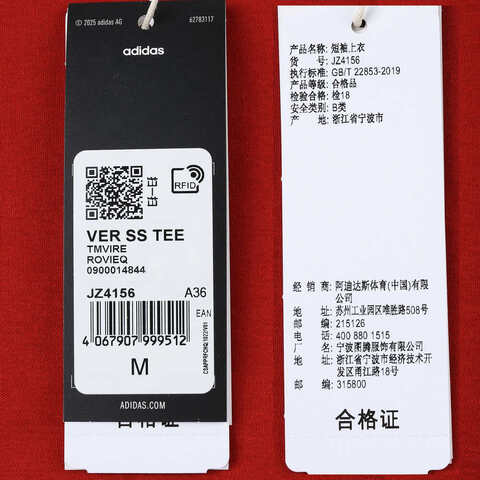 © 2025 adidas AG
62783117
adidas
RFID
VER SS TEE
TMVIRE
ROVIEQ
0900014844
JZ4156
A36
EAN
4 067907 999512
M
ADIDAS.COM
合格证
产品名称: 短袖上衣
货 号: JZ4156
执行标准: GB/T 22853-2019
产品等级: 合格品
检验合格: 检18
安全类别: B类
产 地: 浙江省宁波市
经 销 商: 阿迪达斯体育(中国)有限
公司
地 址: 苏州工业园区唯胜路508号
邮 编: 215126
电 话: 400 880 1515
厂 名: 宁波图腾服饰有限公司
地 址: 浙江省宁波市经济技术开
发区甬江路18号
邮 编: 315800
合格证